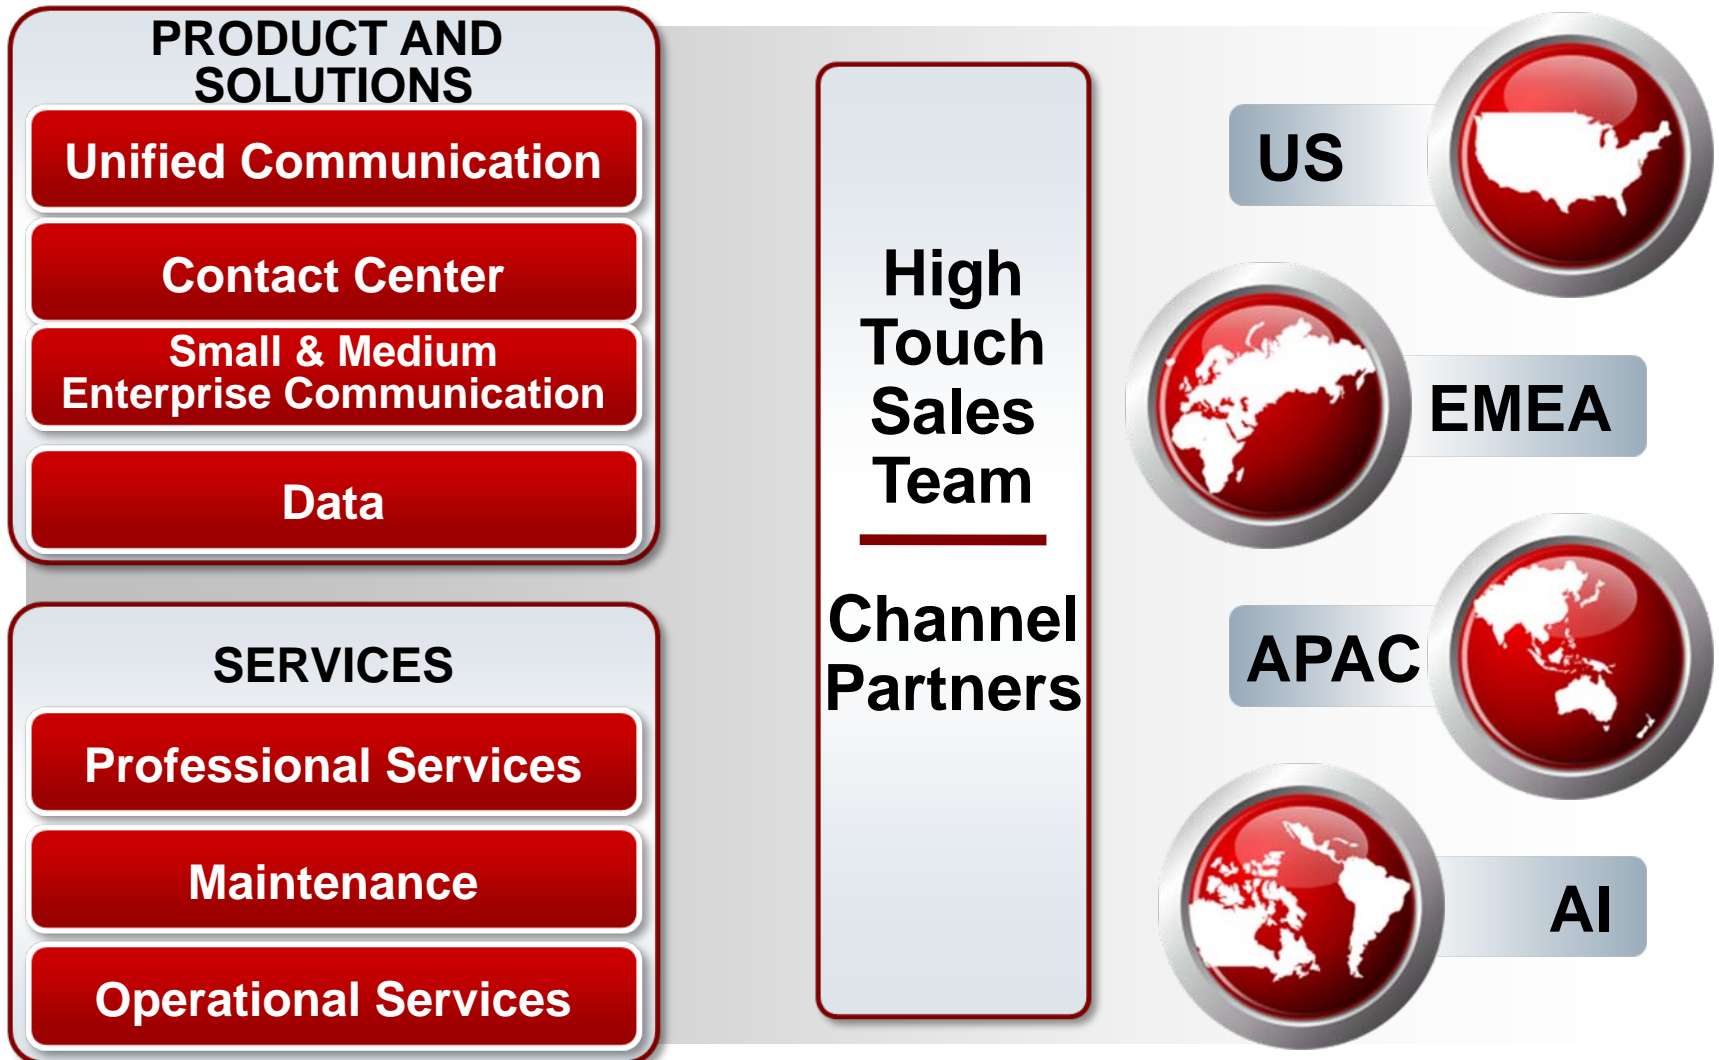 PRODUCT AND
SOLUTIONS
Unified Communication
Contact Center
Small & Medium
Enterprise Communication
Data
SERVICES
Professional Services
Maintenance
Operational Services
High
Touch
Sales
Team
Channel
Partners
US
EMEA
APAC
AI